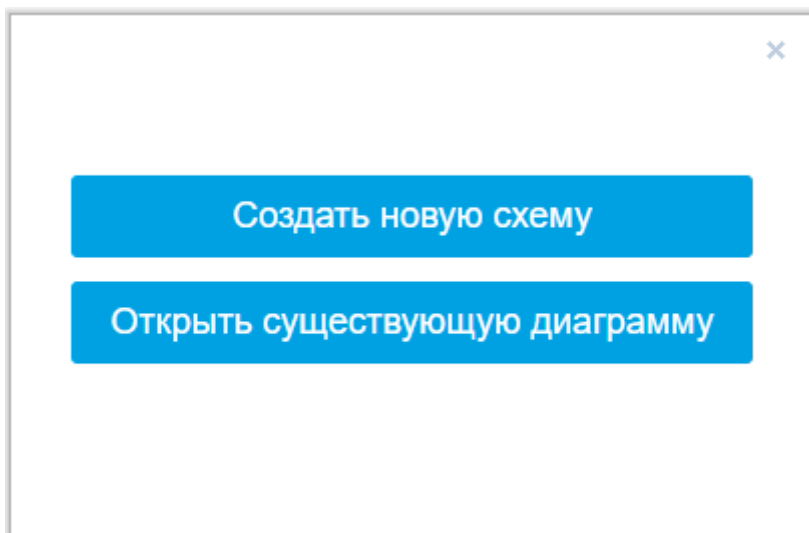 Создать новую схему
Открыть существующую диаграмму